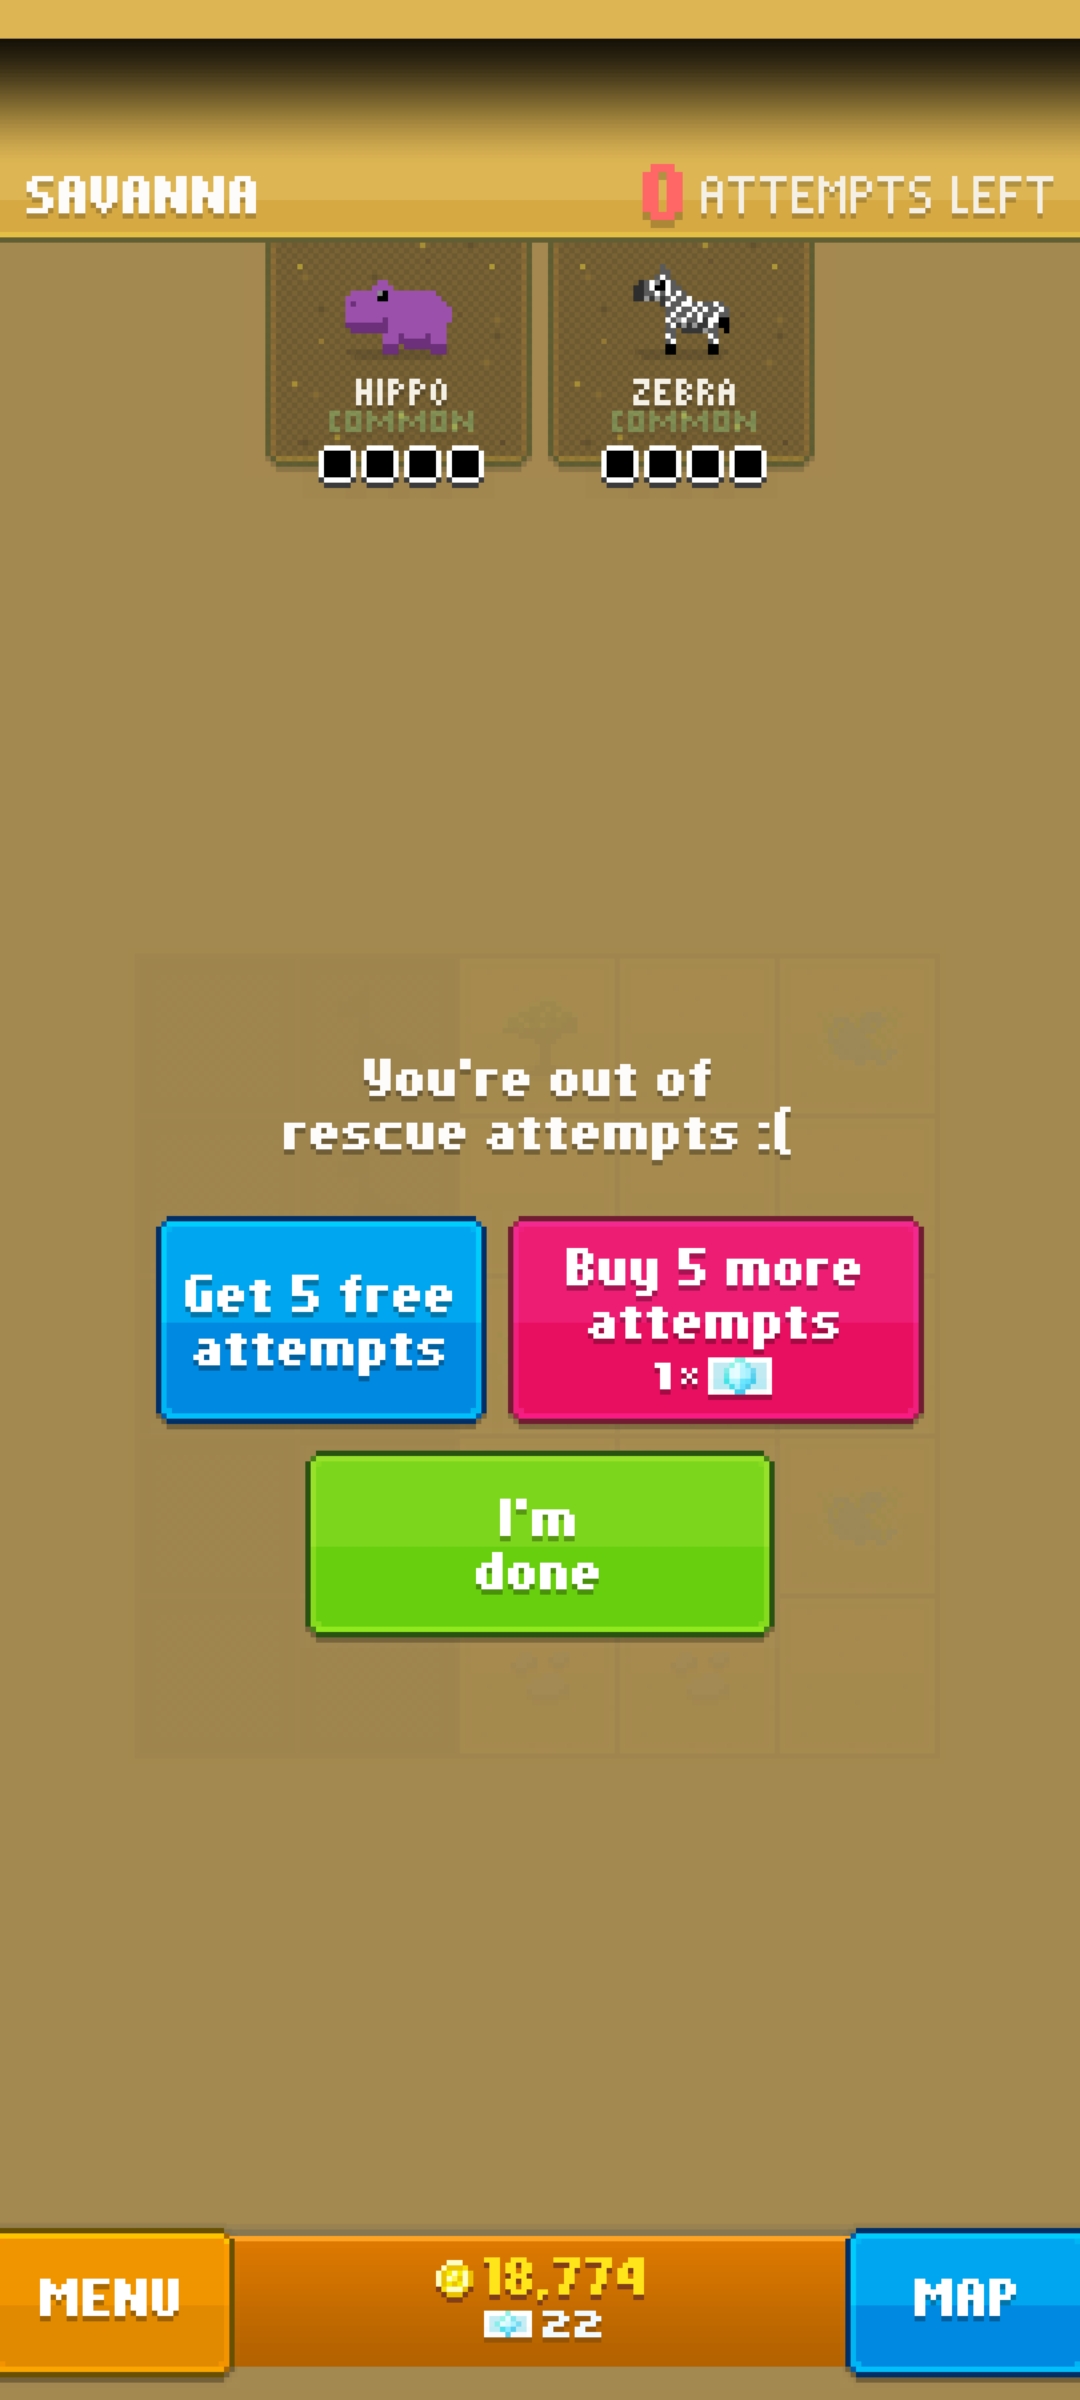 SAVANNA
0 ATTEMPTS LEFT
HIPPO
COMMON
ZEBRA
COMMON
You're out of
rescue attempts :(
Get 5 free
attempts
Buy 5 more
attempts
1×
I'm
done
MENU
18,774
22
MAP